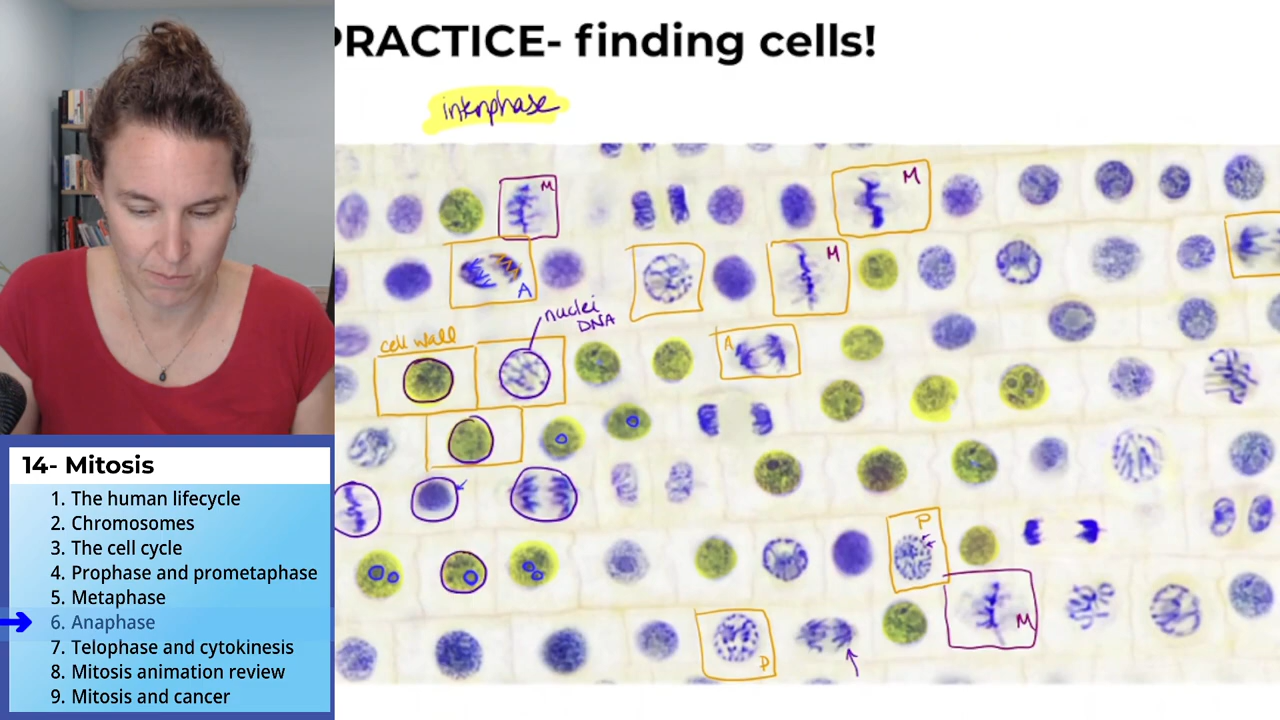 PRACTICE- finding cells!
interphase
M
M
M
A
nuclei
DNA
cell wall
A
P
M
P
14- Mitosis
1. The human lifecycle
2. Chromosomes
3. The cell cycle
4. Prophase and prometaphase
5. Metaphase
6. Anaphase
7. Telophase and cytokinesis
8. Mitosis animation review
9. Mitosis and cancer